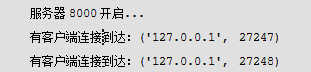 服务器 8000 开启...
有客户端连接到达：('127.0.0.1', 27247)
有客户端连接到达：('127.0.0.1', 27248)